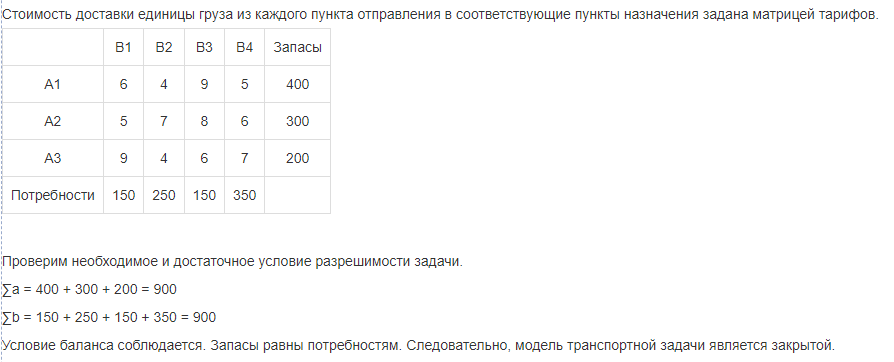 Стоимость доставки единицы груза из каждого пункта отправления в соответствующие пункты назначения задана матрицей тарифов.
B1 B2 B3 B4 Запасы
A1 6 4 9 5 400
A2 5 7 8 6 300
A3 9 4 6 7 200
Потребности 150 250 150 350
Проверим необходимое и достаточное условие разрешимости задачи.
∑a = 400 + 300 + 200 = 900
∑b = 150 + 250 + 150 + 350 = 900
Условие баланса соблюдается. Запасы равны потребностям. Следовательно, модель транспортной задачи является закрытой.